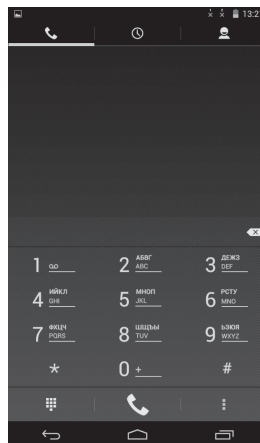 13:2
1
2 АБВГ ABC
3 ДЕЖЗ DEF
4 ИЙКЛ GHI
5 МНОП JKL
6 РСТУ MNO
7 ФХЦЧ PQRS
8 ШЩЪЫ TUV
9 ЬЭЮЯ WXYZ
*
0 +
#